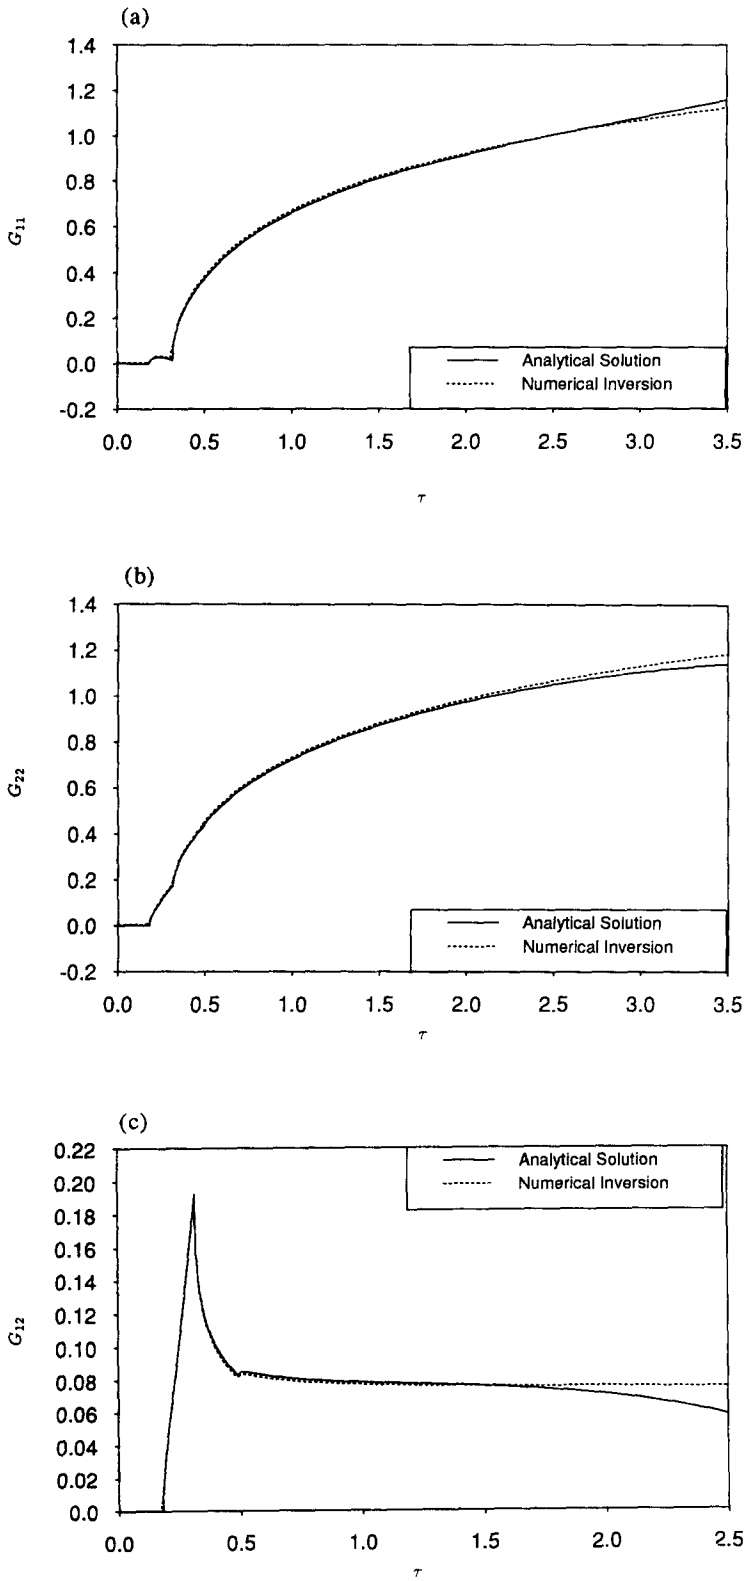 (a)
1.4
1.2
1.0
0.8
0.6
0.4
0.2
0.0
-0.2
G11
Analytical Solution
Numerical Inversion
0.0 0.5 1.0 1.5 2.0 2.5 3.0 3.5
τ
(b)
1.4
1.2
1.0
0.8
0.6
0.4
0.2
0.0
-0.2
G22
Analytical Solution
Numerical Inversion
0.0 0.5 1.0 1.5 2.0 2.5 3.0 3.5
τ
(c)
0.22
0.20
0.18
0.16
0.14
0.12
0.10
0.08
0.06
0.04
0.02
0.0
G12
Analytical Solution
Numerical Inversion
0.0 0.5 1.0 1.5 2.0 2.5
τ